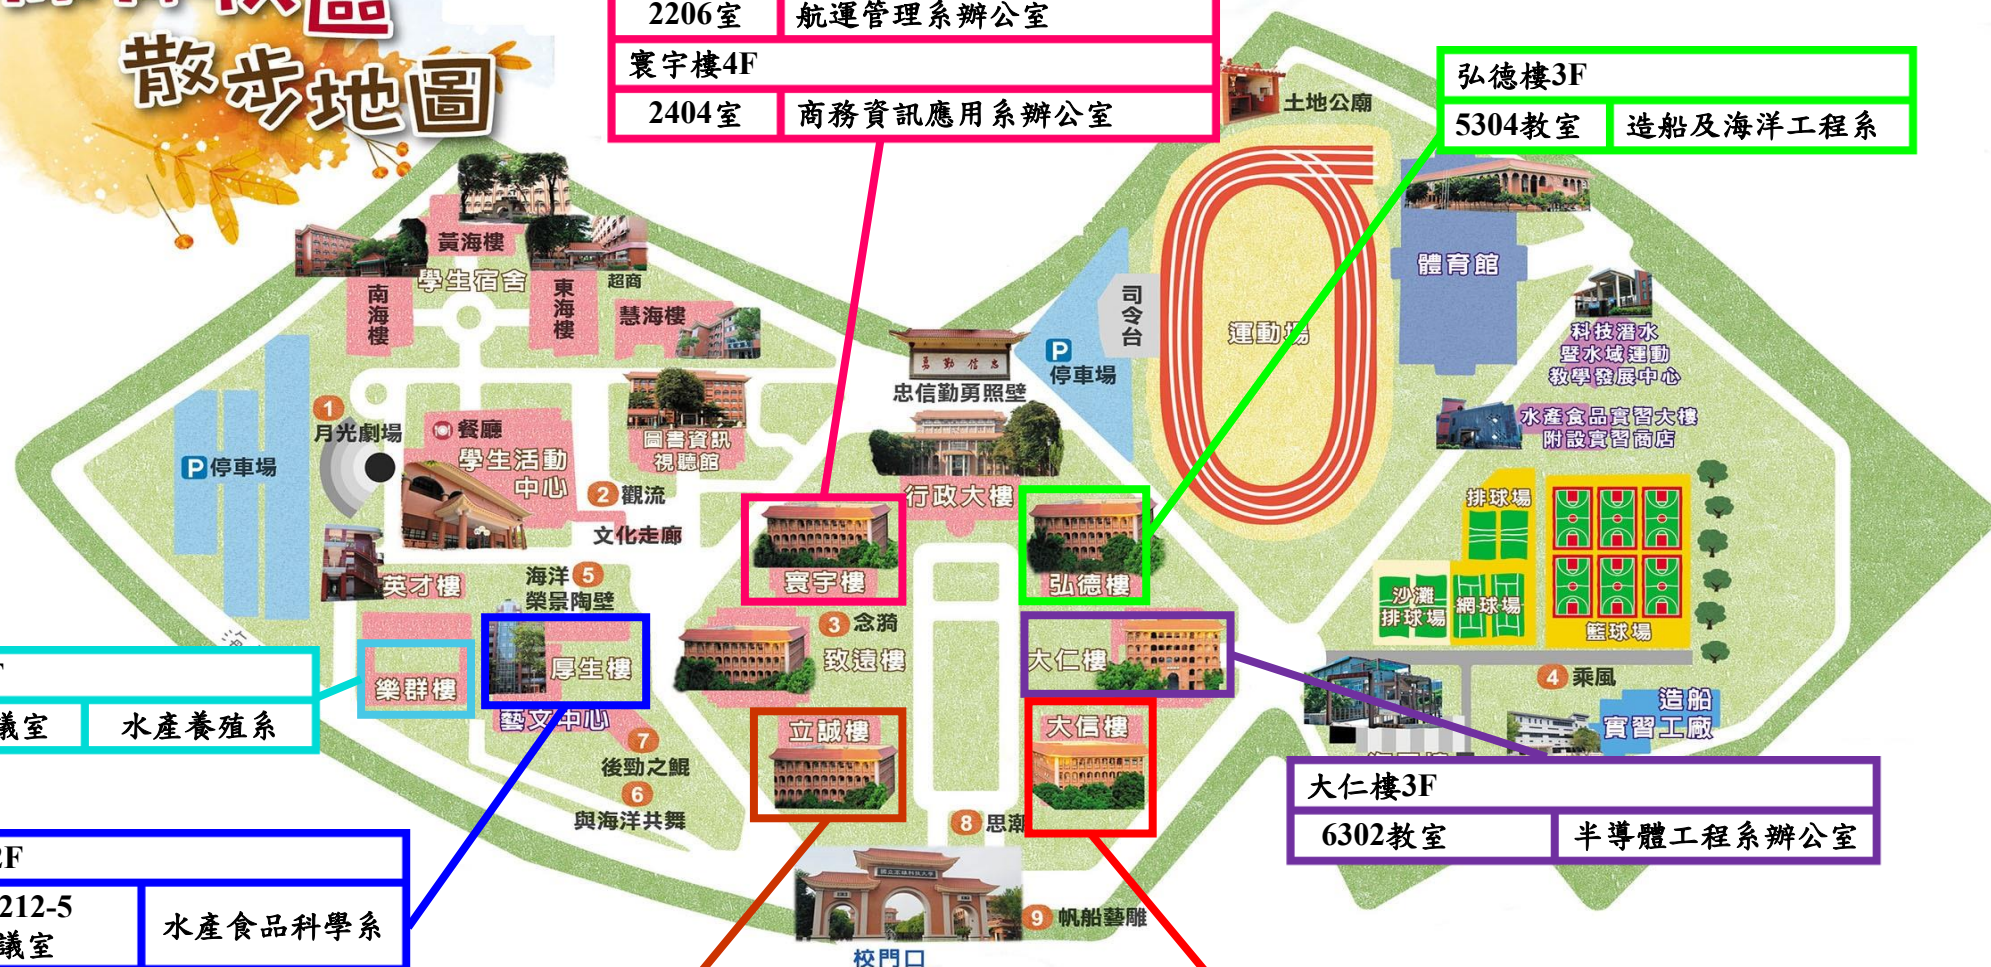 散步地圖
2206室 航運管理系辦公室
寰宇樓4F
2404室 商務資訊應用系辦公室
弘德樓3F
5304教室 造船及海洋工程系
土地公廟
黃海樓
學生宿舍
南海樓
東海樓
超商
慧海樓
體育館
司令台
運動場
科技潛水
暨水域運動
教學發展中心
忠信勤勇照壁
P
停車場
1
月光劇場
餐廳
學生活動
中心
圖書資訊
視聽館
水產食品實習大樓
附設實習商店
P 停車場
2 觀流
文化走廊
行政大樓
排球場
英才樓
海洋 5
榮景陶壁
寰宇樓
弘德樓
沙灘
排球場
網球場
籃球場
3 念漪
致遠樓
大仁樓
厚生樓
樂群樓
藝文中心
4 乘風
造船
實習工廠
議室 水產養殖系
7
後勁之鯤
6
與海洋共舞
立誠樓
大信樓
大仁樓3F
6302教室 半導體工程系辦公室
8 思潮
2F
212-5
議室
水產食品科學系
國立高雄科技大學
9 帆船藝雕
校門口